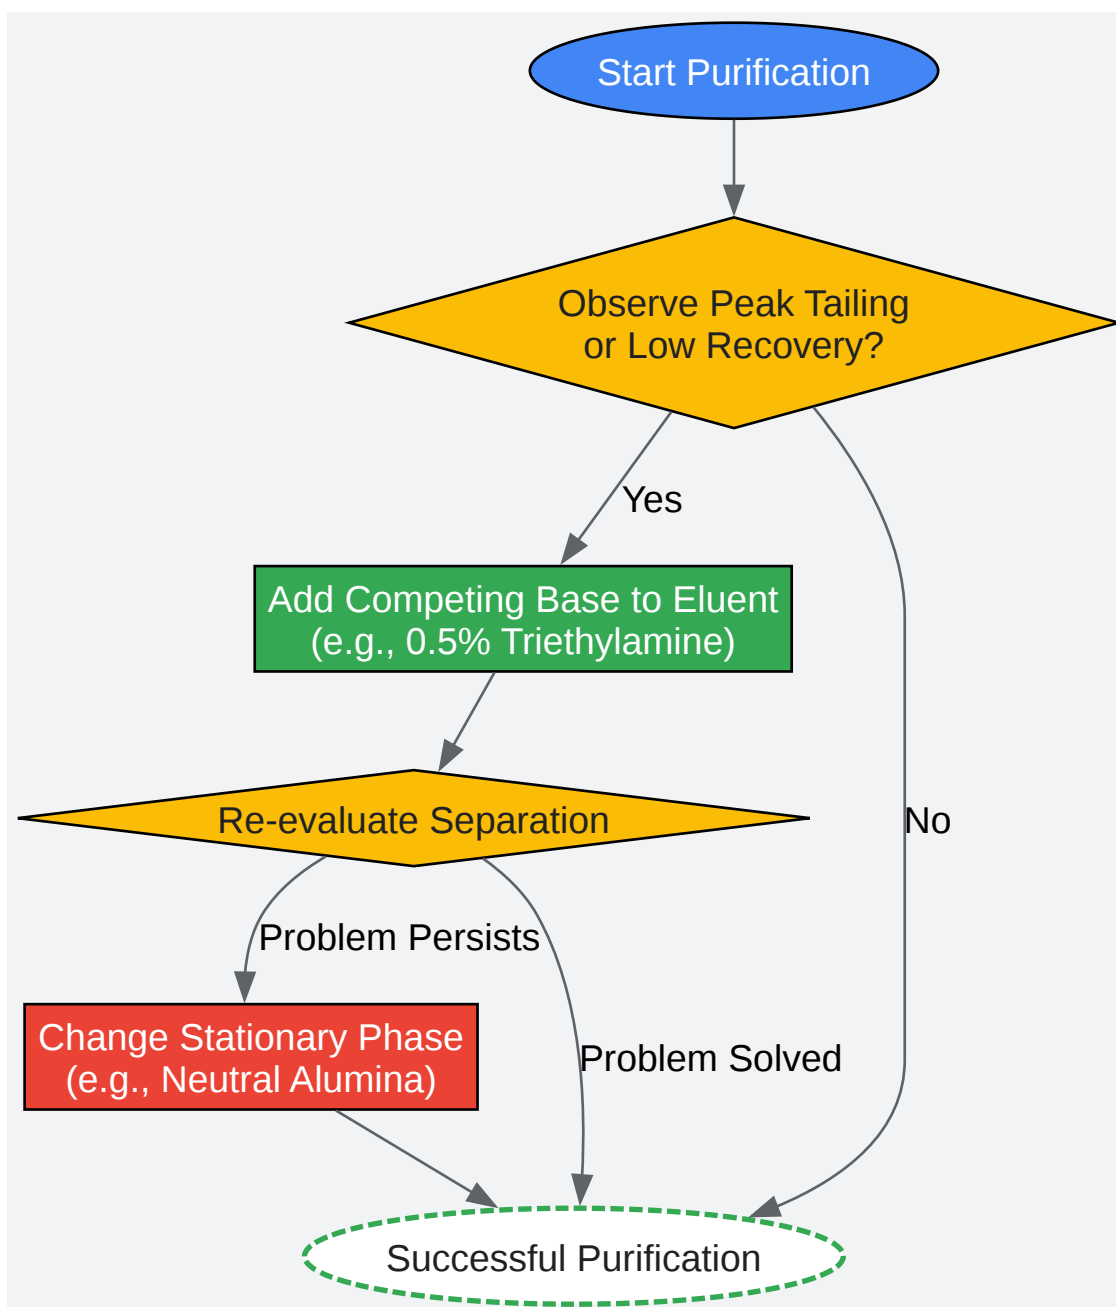 Start Purification
Observe Peak Tailing
or Low Recovery?
Yes
Add Competing Base to Eluent
(e.g., 0.5% Triethylamine)
Re-evaluate Separation
No
Problem Persists
Change Stationary Phase
(e.g., Neutral Alumina)
Problem Solved
Successful Purification